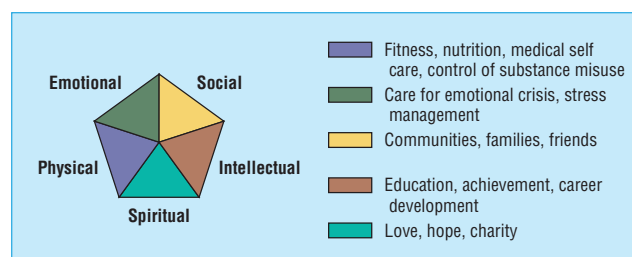 Emotional
Social
Physical
Intellectual
Spiritual
Fitness, nutrition, medical self
care, control of substance misuse
Care for emotional crisis, stress
management
Communities, families, friends
Education, achievement, career
development
Love, hope, charity